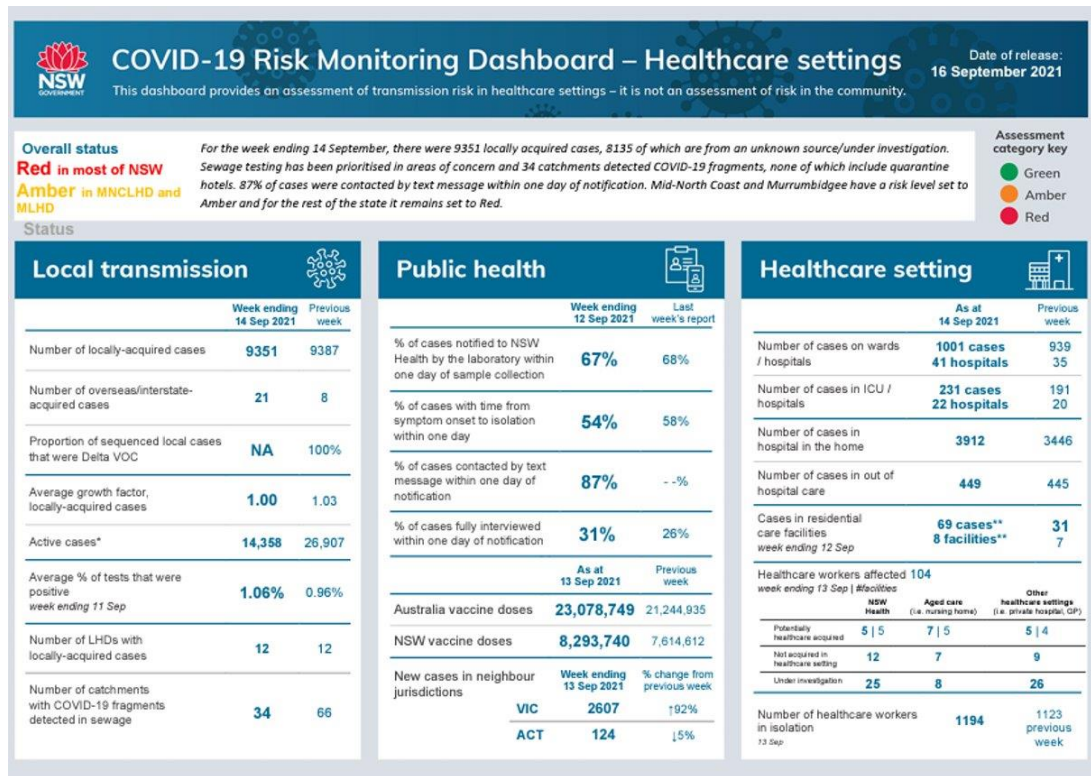 NSW
GOVERNMENT
COVID-19 Risk Monitoring Dashboard – Healthcare settings
This dashboard provides an assessment of transmission risk in healthcare settings – it is not an assessment of risk in the community.
Date of release:
16 September 2021
Overall status
Red in most of NSW
Amber in MNCLHD and
MLHD
Status
For the week ending 14 September, there were 9351 locally acquired cases, 8135 of which are from an unknown source/under investigation.
Sewage testing has been prioritised in areas of concern and 34 catchments detected COVID-19 fragments, none of which include quarantine
hotels. 87% of cases were contacted by text message within one day of notification. Mid-North Coast and Murrumbidgee have a risk level set to
Amber and for the rest of the state it remains set to Red.
Assessment
category key
Green
Amber
Red
Local transmission
Week ending Previous
14 Sep 2021 week
Number of locally-acquired cases 9351 9387
Number of overseas/interstate-
acquired cases 21 8
Proportion of sequenced local cases
that were Delta VOC NA 100%
Average growth factor,
locally-acquired cases 1.00 1.03
Active cases* 14,358 26,907
Average % of tests that were
positive 1.06% 0.96%
week ending 11 Sep
Number of LHDs with
locally-acquired cases 12 12
Number of catchments
with COVID-19 fragments
detected in sewage 34 66
Public health
Week ending Last
12 Sep 2021 week's report
% of cases notified to NSW
Health by the laboratory within 67% 68%
one day of sample collection
% of cases with time from
symptom onset to isolation 54% 58%
within one day
% of cases contacted by text
message within one day of 87% - -%
notification
% of cases fully interviewed
within one day of notification 31% 26%
As at Previous
13 Sep 2021 week
Australia vaccine doses 23,078,749 21,244,935
NSW vaccine doses 8,293,740 7,614,612
New cases in neighbour Week ending % change from
jurisdictions 13 Sep 2021 previous week
VIC 2607 ↑92%
ACT 124 ↓5%
Healthcare setting
As at Previous
14 Sep 2021 week
Number of cases on wards 1001 cases 939
/ hospitals 41 hospitals 35
Number of cases in ICU / 231 cases 191
hospitals 22 hospitals 20
Number of cases in
hospital in the home 3912 3446
Number of cases in out of
hospital care 449 445
Cases in residential 69 cases** 31
care facilities 8 facilities** 7
week ending 12 Sep
Healthcare workers affected 104
week ending 13 Sep | #facilities
NSW Health
Aged care (i.e. nursing home)
Other healthcare settings (i.e. private hospital, GP)
Potentially
healthcare acquired 5 | 5 7 | 5 5 | 4
Not acquired in
healthcare setting 12 7 9
Under investigation 25 8 26
Number of healthcare workers 1194 1123
in isolation previous
13 Sep week